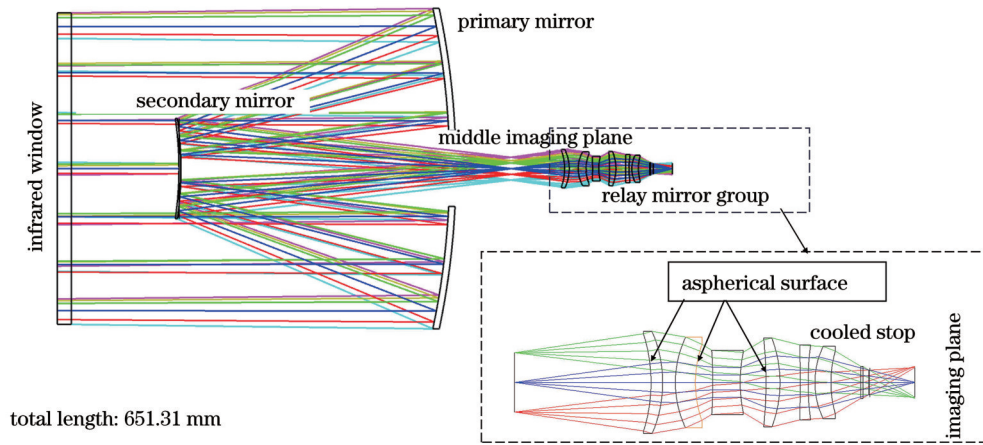 primary mirror
secondary mirror
middle imaging plane
infrared window
relay mirror group
aspherical surface
cooled stop
imaging plane
total length: 651.31 mm